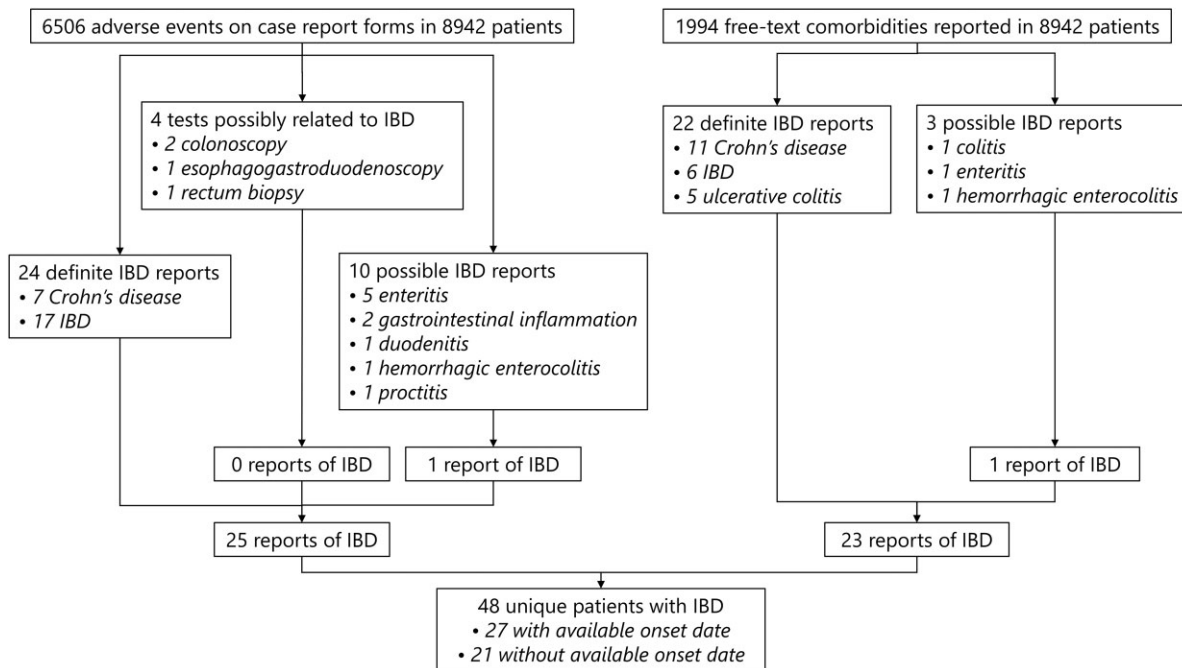 6506 adverse events on case report forms in 8942 patients
1994 free-text comorbidities reported in 8942 patients
4 tests possibly related to IBD
• 2 colonoscopy
• 1 esophagogastroduodenoscopy
• 1 rectum biopsy
22 definite IBD reports
• 11 Crohn's disease
• 6 IBD
• 5 ulcerative colitis
3 possible IBD reports
• 1 colitis
• 1 enteritis
• 1 hemorrhagic enterocolitis
24 definite IBD reports
• 7 Crohn's disease
• 17 IBD
10 possible IBD reports
• 5 enteritis
• 2 gastrointestinal inflammation
• 1 duodenitis
• 1 hemorrhagic enterocolitis
• 1 proctitis
0 reports of IBD
1 report of IBD
1 report of IBD
25 reports of IBD
23 reports of IBD
48 unique patients with IBD
• 27 with available onset date
• 21 without available onset date